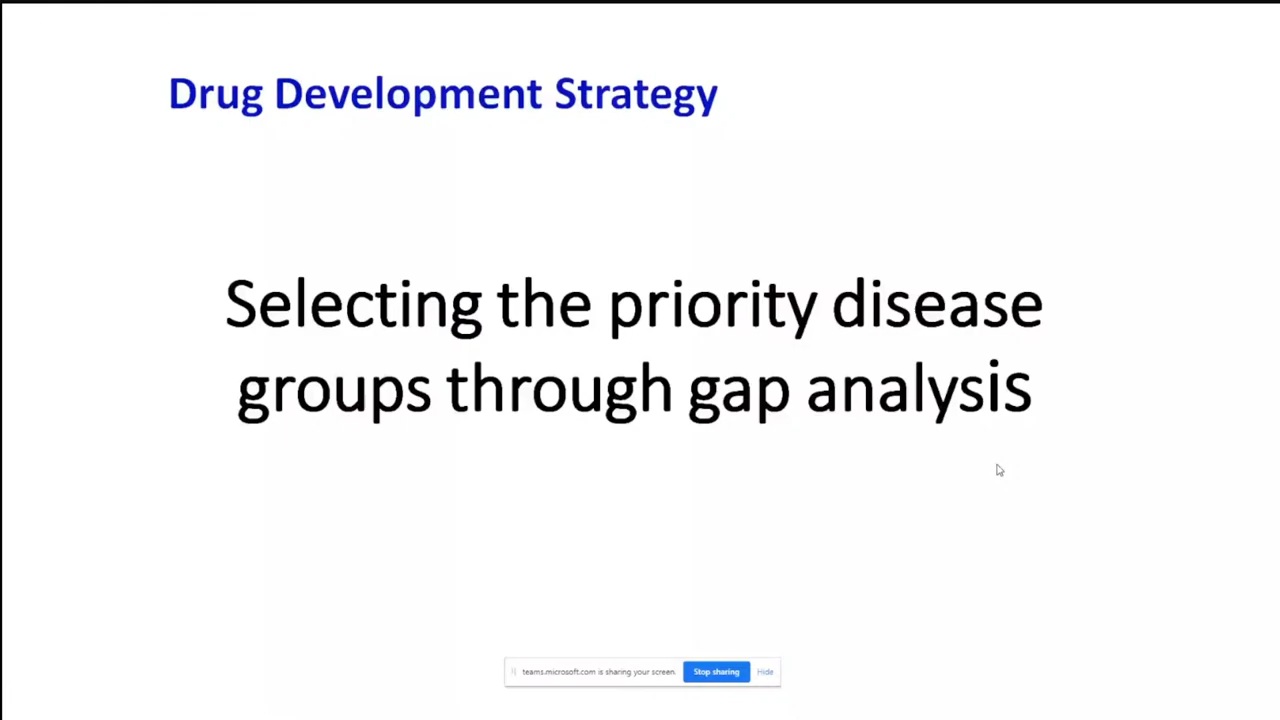 Drug Development Strategy
Selecting the priority disease
groups through gap analysis
teams.microsoft.com is sharing your screen. Stop sharing Hide